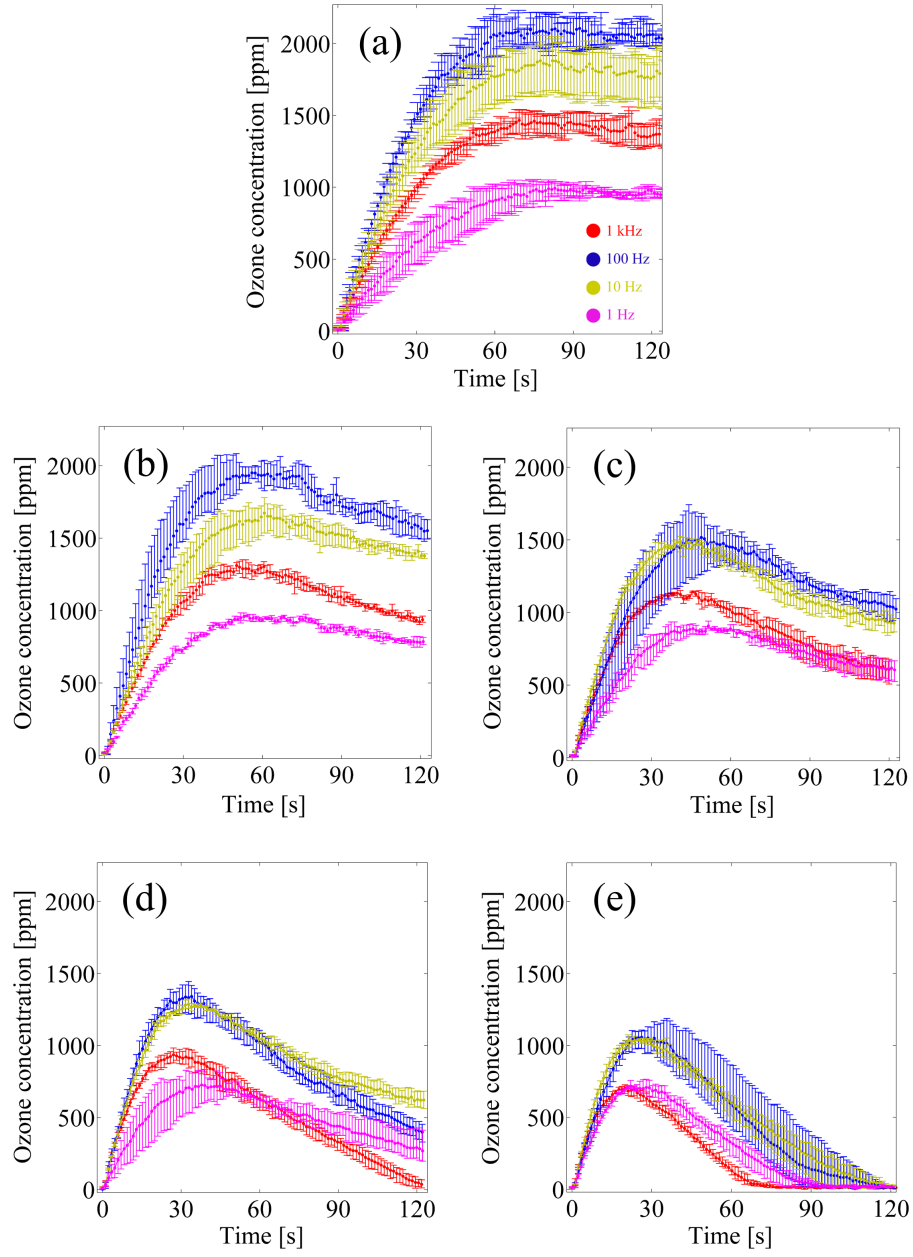 (a)
Ozone concentration [ppm]
2000
1500
1000
500
0
1 kHz
100 Hz
10 Hz
1 Hz
0 30 60 90 120
Time [s]
(b)
Ozone concentration [ppm]
2000
1500
1000
500
0
0 30 60 90 120
Time [s]
(c)
Ozone concentration [ppm]
2000
1500
1000
500
0
0 30 60 90 120
Time [s]
(d)
Ozone concentration [ppm]
2000
1500
1000
500
0
0 30 60 90 120
Time [s]
(e)
Ozone concentration [ppm]
2000
1500
1000
500
0
0 30 60 90 120
Time [s]